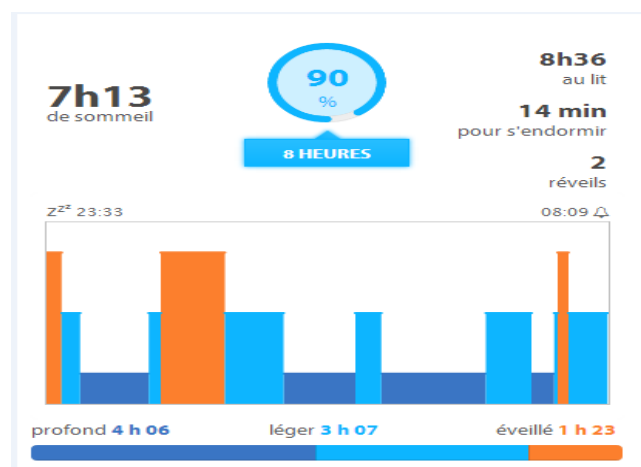 7h13
de sommeil
90
%
8 HEURES
8h36
au lit
14 min
pour s'endormir
2
réveils
Zzz 23:33
08:09
profond 4 h 06
léger 3 h 07
éveillé 1 h 23